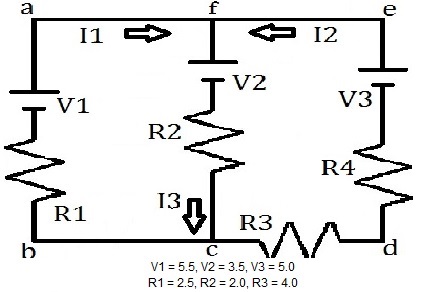 a f e
I1 I2
V1 V2 V3
R2 R4
R1 I3 R3
b c d
V1 = 5.5, V2 = 3.5, V3 = 5.0
R1 = 2.5, R2 = 2.0, R3 = 4.0